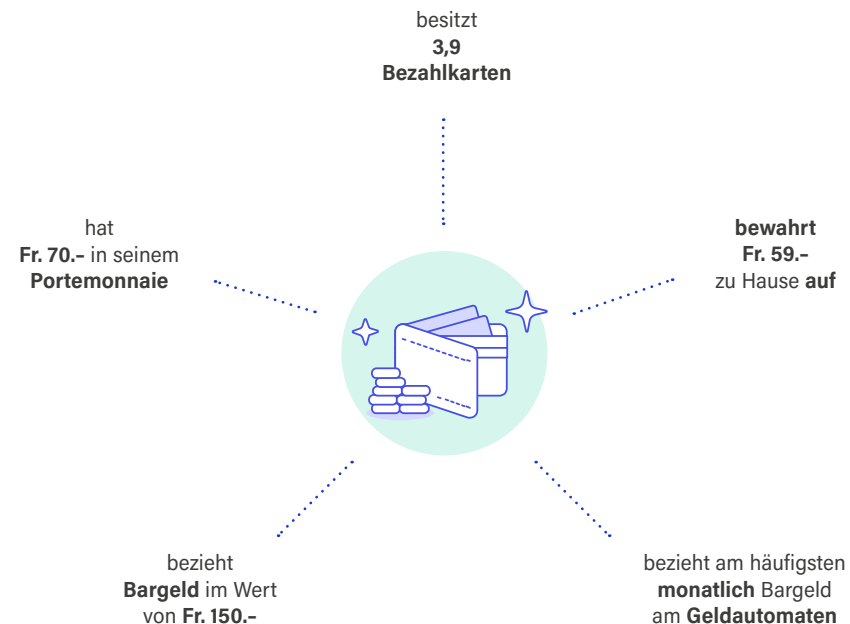 besitzt
3,9
Bezahlkarten
hat
Fr. 70.– in seinem
Portemonnaie
bewahrt
Fr. 59.–
zu Hause auf
bezieht
Bargeld im Wert
von Fr. 150.–
bezieht am häufigsten
monatlich Bargeld
am Geldautomaten